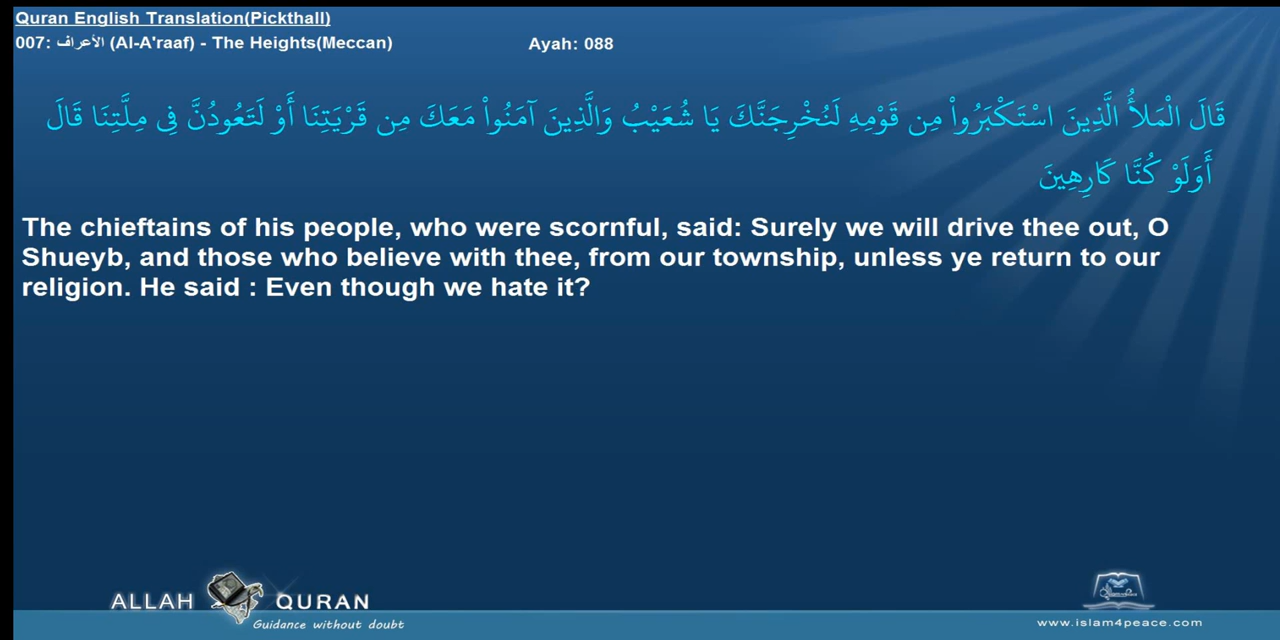 Quran English Translation(Pickthall)
007: الأعراف (Al-A'raaf) - The Heights(Meccan) Ayah: 088
قَالَ الْمَلأُ الَّذِينَ اسْتَكْبَرُواْ مِن قَوْمِهِ لَنُخْرِجَنَّكَ يَا شُعَيْبُ وَالَّذِينَ آمَنُواْ مَعَكَ مِن قَرْيَتِنَا أَوْ لَتَعُودُنَّ فِي مِلَّتِنَا قَالَ
أَوَلَوْ كُنَّا كَارِهِينَ
The chieftains of his people, who were scornful, said: Surely we will drive thee out, O
Shueyb, and those who believe with thee, from our township, unless ye return to our
religion. He said : Even though we hate it?
ALLAH QURAN
Guidance without doubt
www.islam4peace.com